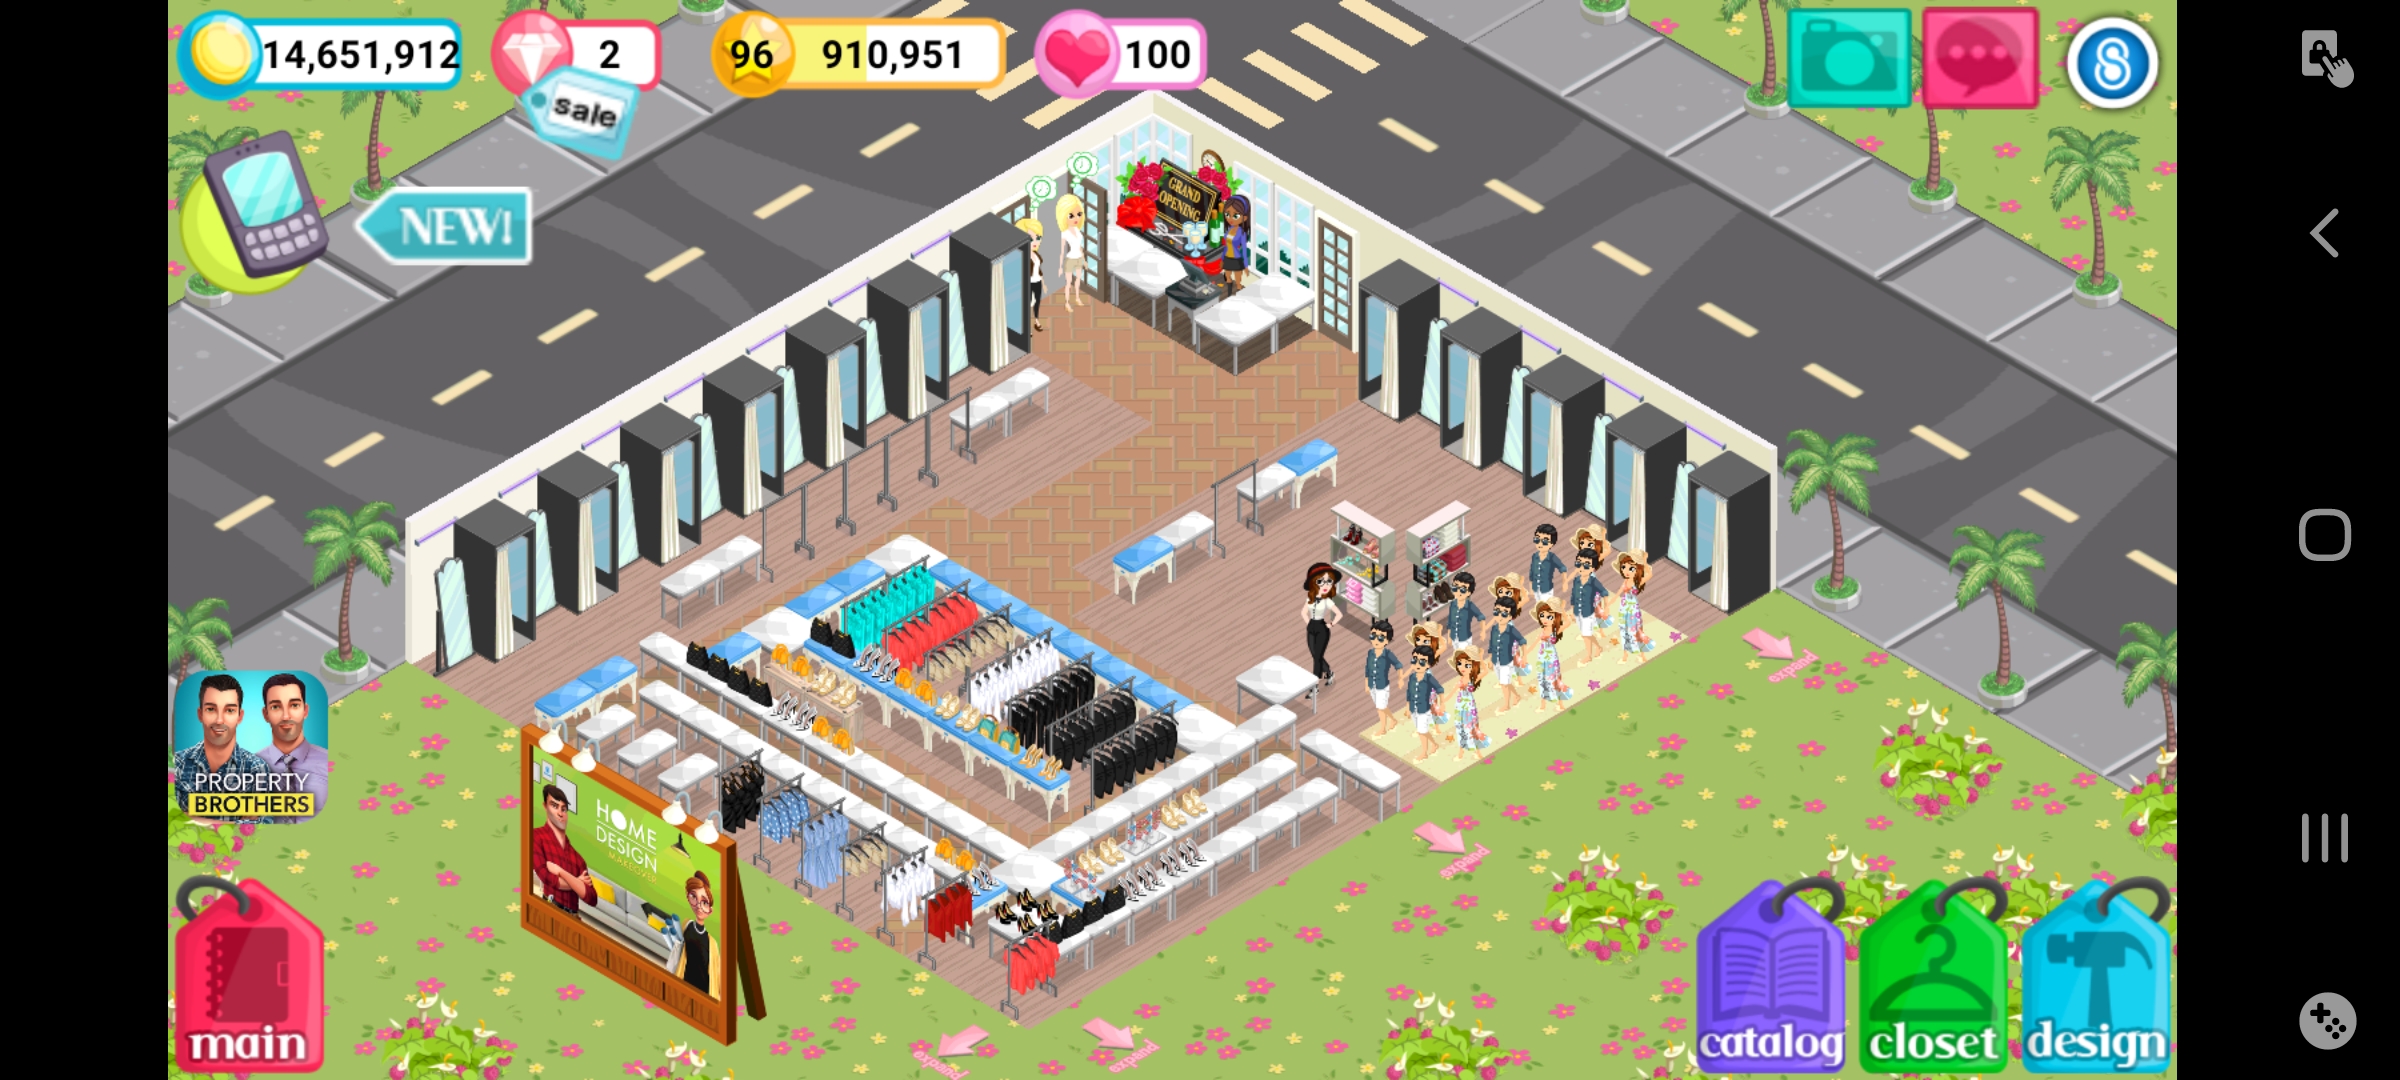 14,651,912
2
96
910,951
100
sale
NEW!
GRAND
OPENING
expand
PROPERTY
BROTHERS
HOME
DESIGN
MAKEOVER
expand
main
catalog
closet
design
expand
expand